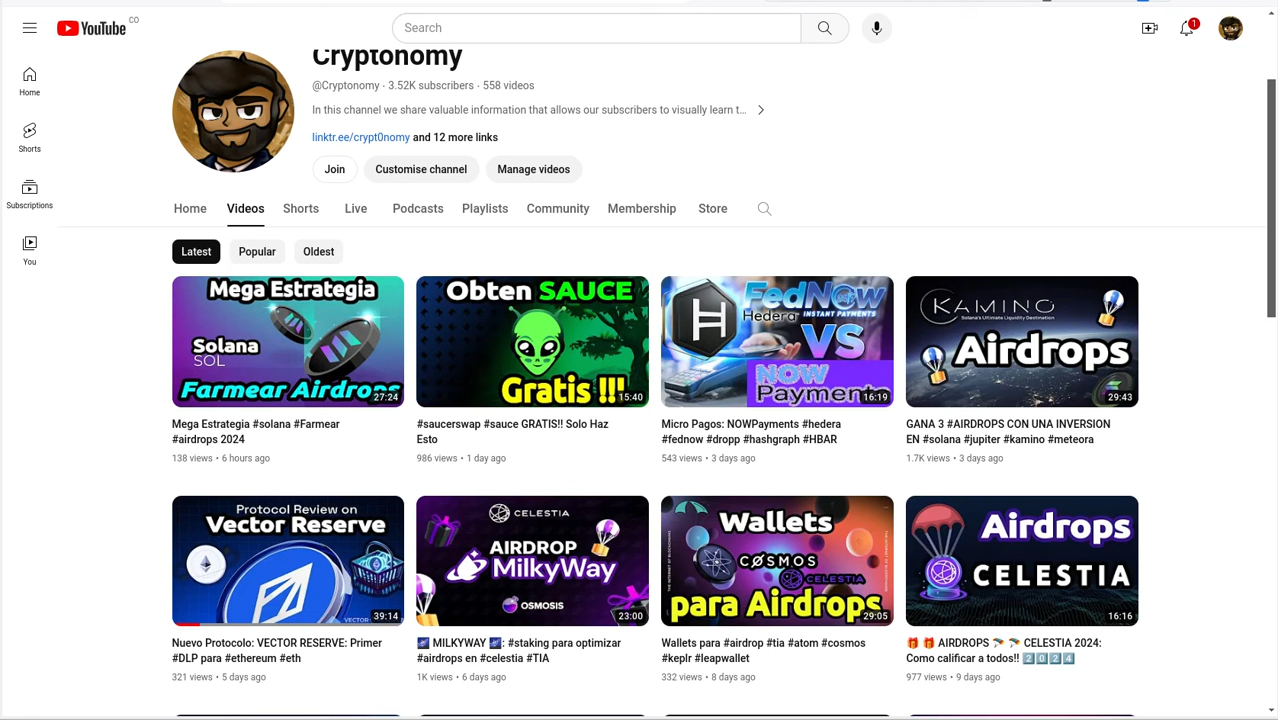 YouTube CO
Search
1
Home
Shorts
Subscriptions
You
Cryptonomy
@Cryptonomy · 3.52K subscribers · 558 videos
In this channel we share valuable information that allows our subscribers to visually learn t...
linktr.ee/crypt0nomy and 12 more links
Join
Customise channel
Manage videos
Home Videos Shorts Live Podcasts Playlists Community Membership Store
Latest Popular Oldest
Mega Estrategia
Solana
SOL
Farmear Airdrops
27:24
Mega Estrategia #solana #Farmear
#airdrops 2024
138 views · 6 hours ago
Obten SAUCE
Gratis !!!
15:40
#saucerswap #sauce GRATIS!! Solo Haz
Esto
986 views · 1 day ago
FedNow
Hedera INSTANT PAYMENTS
VS
NOW
Payments
16:19
Micro Pagos: NOWPayments #hedera
#fednow #dropp #hashgraph #HBAR
543 views · 3 days ago
KAMINO
Solana's Ultimate Liquidity Destination
Airdrops
29:43
GANA 3 #AIRDROPS CON UNA INVERSION
EN #solana #jupiter #kamino #meteora
1.7K views · 3 days ago
Protocol Review on
Vector Reserve
VECTOR
39:14
Nuevo Protocolo: VECTOR RESERVE: Primer
#DLP para #ethereum #eth
321 views · 5 days ago
CELESTIA
AIRDROP
MilkyWay
OSMOSIS
23:00
🌌 MILKYWAY 🌌: #staking para optimizar
#airdrops en #celestia #TIA
1K views · 6 days ago
Wallets
COSMOS
CELESTIA
para Airdrops
THE INTERNET OF BLOCKCHAINS
29:05
Wallets para #airdrop #tia #atom #cosmos
#keplr #leapwallet
332 views · 8 days ago
Airdrops
CELESTIA
16:16
🎁 🎁 AIRDROPS 🪂 🪂 CELESTIA 2024:
Como calificar a todos!! 2️⃣0️⃣2️⃣4️⃣
977 views · 9 days ago